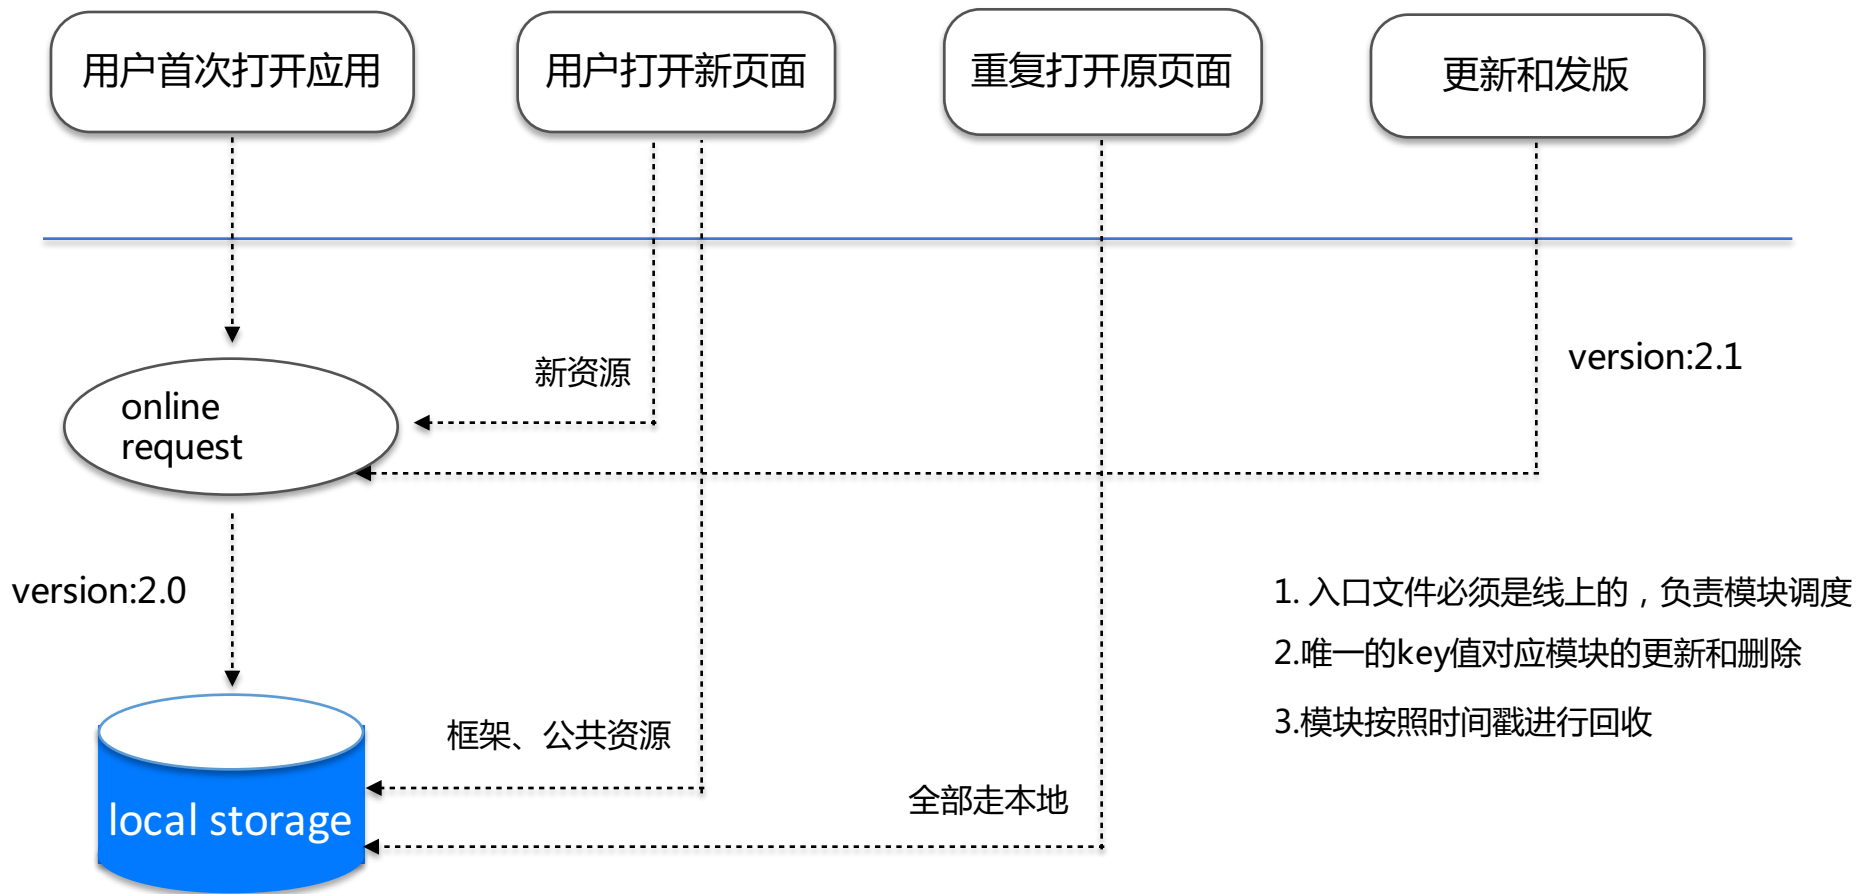 用户首次打开应用
用户打开新页面
重复打开原页面
更新和发版
新资源
version:2.1
online
request
version:2.0
1. 入口文件必须是线上的，负责模块调度
2.唯一的key值对应模块的更新和删除
3.模块按照时间戳进行回收
框架、公共资源
全部走本地
local storage